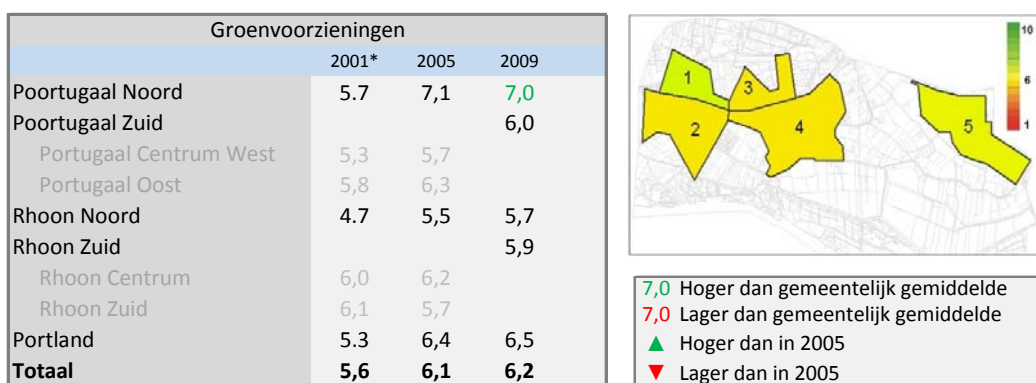 Groenvoorzieningen
2001* 2005 2009
Poortugaal Noord 5.7 7,1 7,0
Poortugaal Zuid 6,0
Portugaal Centrum West 5,3 5,7
Portugaal Oost 5,8 6,3
Rhoon Noord 4.7 5,5 5,7
Rhoon Zuid 5,9
Rhoon Centrum 6,0 6,2
Rhoon Zuid 6,1 5,7
Portland 5.3 6,4 6,5
Totaal 5,6 6,1 6,2
10
6
1
1
2
3
4
5
7,0 Hoger dan gemeentelijk gemiddelde
7,0 Lager dan gemeentelijk gemiddelde
▲ Hoger dan in 2005
▼ Lager dan in 2005